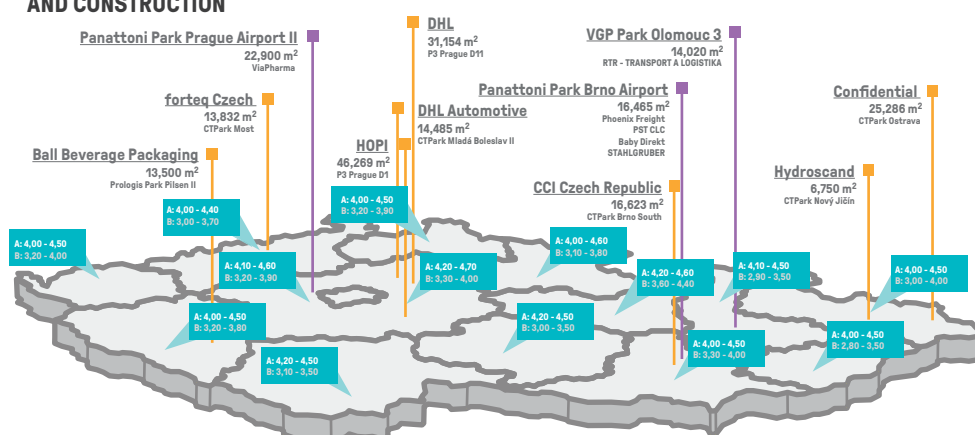 AND CONSTRUCTION
Panattoni Park Prague Airport II
22,900 m²
ViaPharma
DHL
31,154 m²
P3 Prague D11
VGP Park Olomouc 3
14,020 m²
RTR - TRANSPORT A LOGISTIKA
forteq Czech
13,832 m²
CTPark Most
DHL Automotive
14,485 m²
CTPark Mladá Boleslav II
Panattoni Park Brno Airport
16,465 m²
Phoenix Freight
PST CLC
Baby Direkt
STAHLGRUBER
Confidential
25,286 m²
CTPark Ostrava
Ball Beverage Packaging
13,500 m²
Prologis Park Pilsen II
HOPI
46,269 m²
P3 Prague D1
CCI Czech Republic
16,623 m²
CTPark Brno South
Hydroscand
6,750 m²
CTPark Nový Jičín
A: 4,00 - 4,50
B: 3,20 - 4,00
A: 4,00 - 4,40
B: 3,00 - 3,70
A: 4,00 - 4,50
B: 3,20 - 3,90
A: 4,10 - 4,60
B: 3,20 - 3,90
A: 4,20 - 4,70
B: 3,30 - 4,00
A: 4,00 - 4,60
B: 3,10 - 3,80
A: 4,20 - 4,60
B: 3,60 - 4,40
A: 4,10 - 4,50
B: 2,90 - 3,50
A: 4,00 - 4,50
B: 3,00 - 4,00
A: 4,00 - 4,50
B: 3,20 - 3,80
A: 4,20 - 4,50
B: 3,10 - 3,50
A: 4,20 - 4,50
B: 3,00 - 3,50
A: 4,00 - 4,50
B: 3,30 - 4,00
A: 4,00 - 4,50
B: 2,80 - 3,50